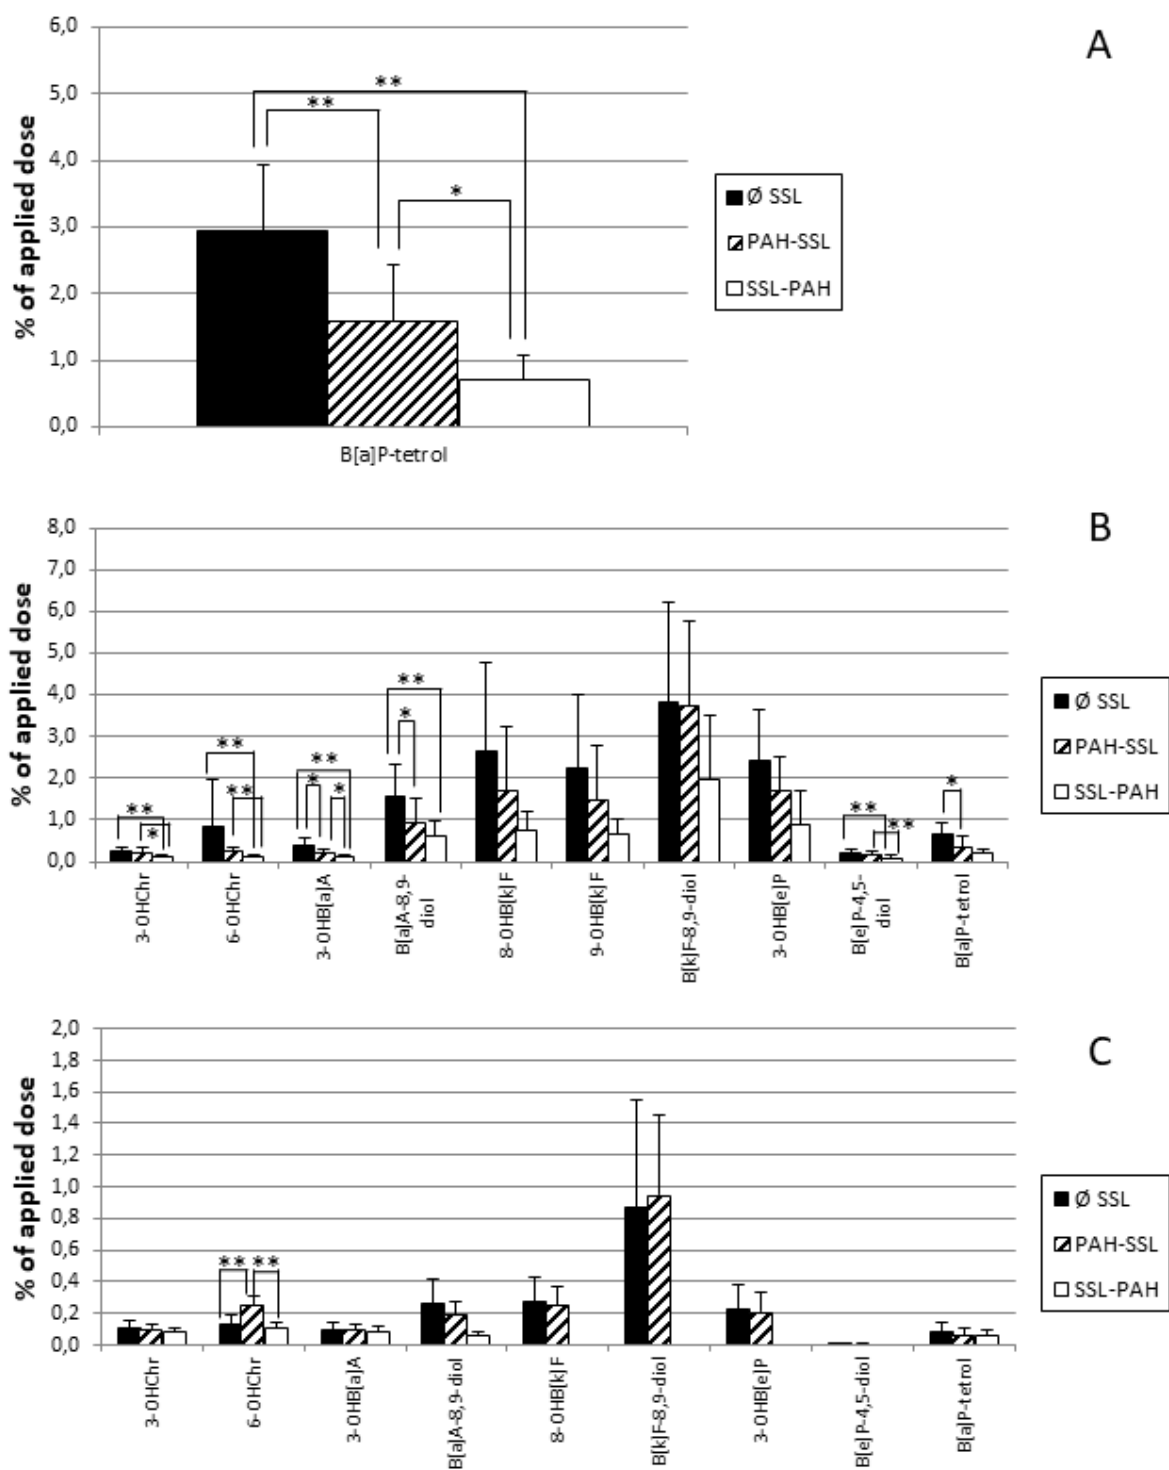 A
6,0
5,0
4,0
3,0
2,0
1,0
0,0
% of applied dose
**
**
*
B[a]P-tetrol
Ø SSL
PAH-SSL
SSL-PAH
B
8,0
7,0
6,0
5,0
4,0
3,0
2,0
1,0
0,0
% of applied dose
**
*
**
**
**
*
*
**
*
**
**
*
3-OHChr
6-OHChr
3-OHB[a]A
B[a]A-8,9-
diol
8-OHB[k]F
9-OHB[k]F
B[k]F-8,9-diol
3-OHB[e]P
B[e]P-4,5-
diol
B[a]P-tetrol
Ø SSL
PAH-SSL
SSL-PAH
C
2,0
1,8
1,6
1,4
1,2
1,0
0,8
0,6
0,4
0,2
0,0
% of applied dose
** **
3-OHChr
6-OHChr
3-OHB[a]A
B[a]A-8,9-diol
8-OHB[k]F
B[k]F-8,9-diol
3-OHB[e]P
B[e]P-4,5-diol
B[a]P-tetrol
Ø SSL
PAH-SSL
SSL-PAH